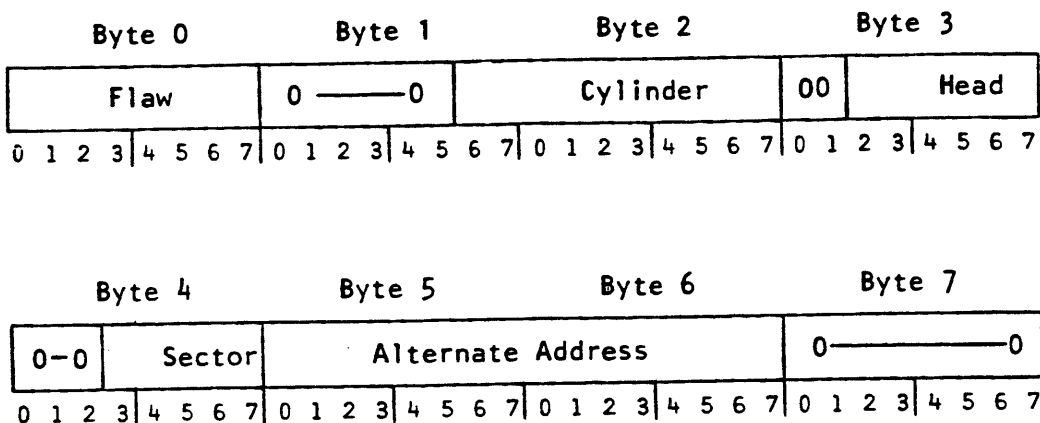 Byte 0 Byte 1 Byte 2 Byte 3
Flaw 0 0 Cylinder 00 Head
0 1 2 3 4 5 6 7 0 1 2 3 4 5 6 7 0 1 2 3 4 5 6 7 0 1 2 3 4 5 6 7
Byte 4 Byte 5 Byte 6 Byte 7
0-0 Sector Alternate Address 0 0
0 1 2 3 4 5 6 7 0 1 2 3 4 5 6 7 0 1 2 3 4 5 6 7 0 1 2 3 4 5 6 7